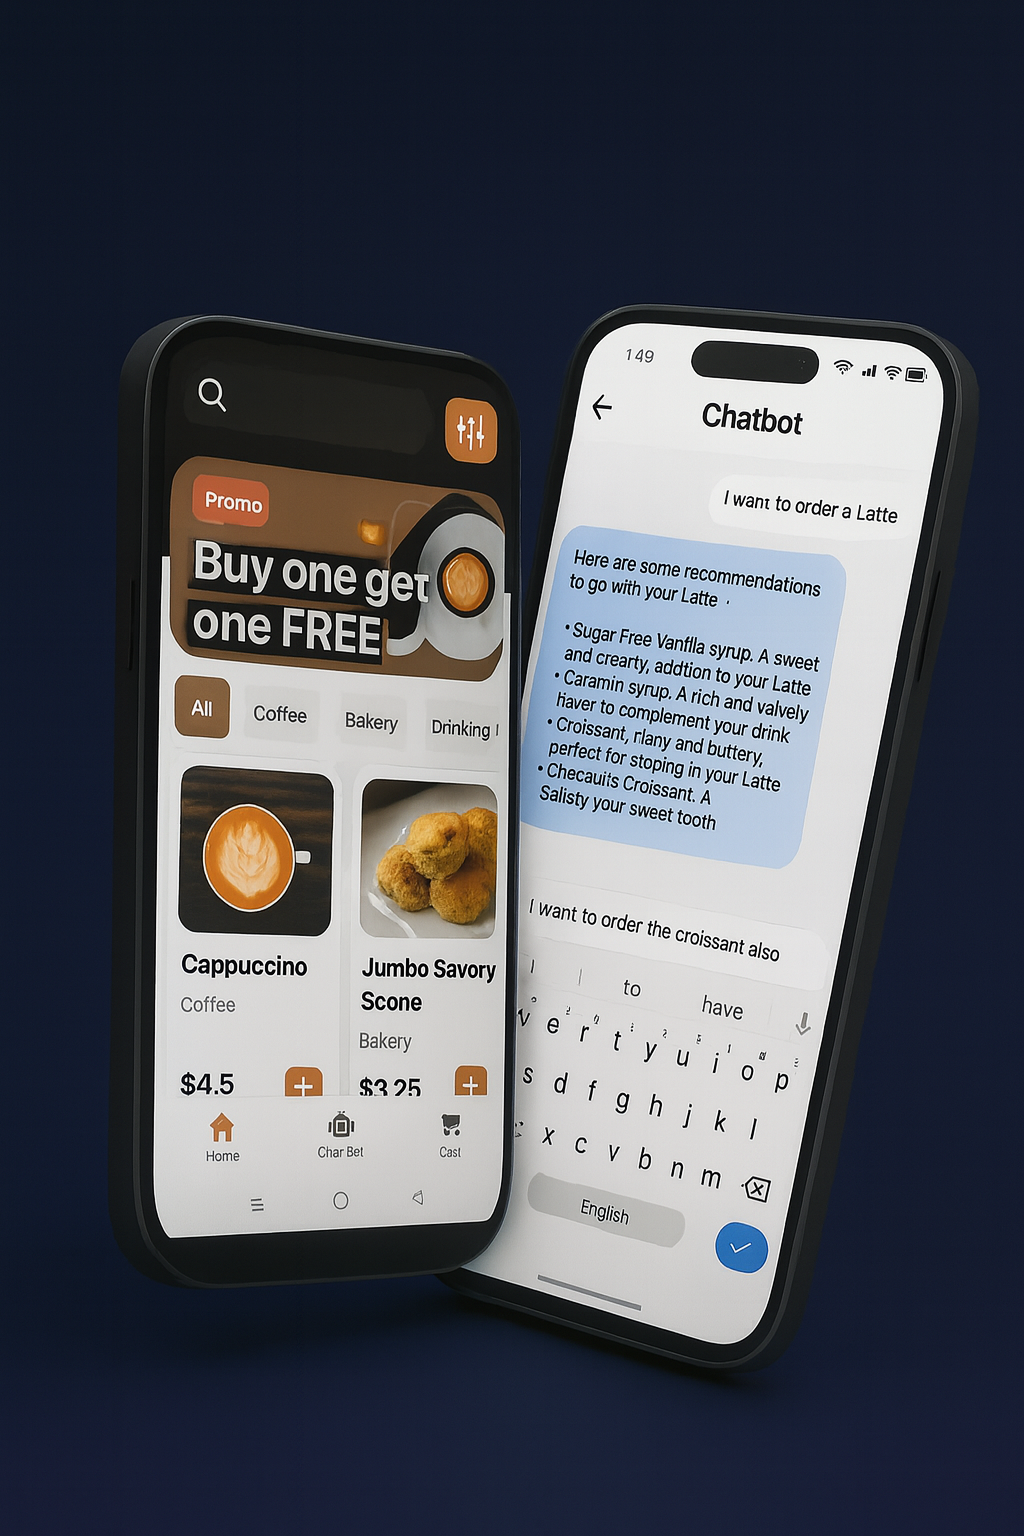 Promo
Buy one get
one FREE
All
Coffee
Bakery
Drinking
Cappuccino
Coffee
$4.5
Jumbo Savory
Scone
Bakery
$3.25
Home
Char Bet
Cast
1 49
Chatbot
I want to order a Latte
Here are some recommendations
to go with your Latte
• Sugar Free Vanflla syrup. A sweet
and crearty, addtion to your Latte
• Caramin syrup. A rich and valvely
haver to complement your drink
• Croissant, rlany and buttery,
perfect for stoping in your Latte
• Checauits Croissant. A
Salisty your sweet tooth
I want to order the croissant also
I
to
have
v e r t y u i o p
s d f g h j k l
x c v b n m
English